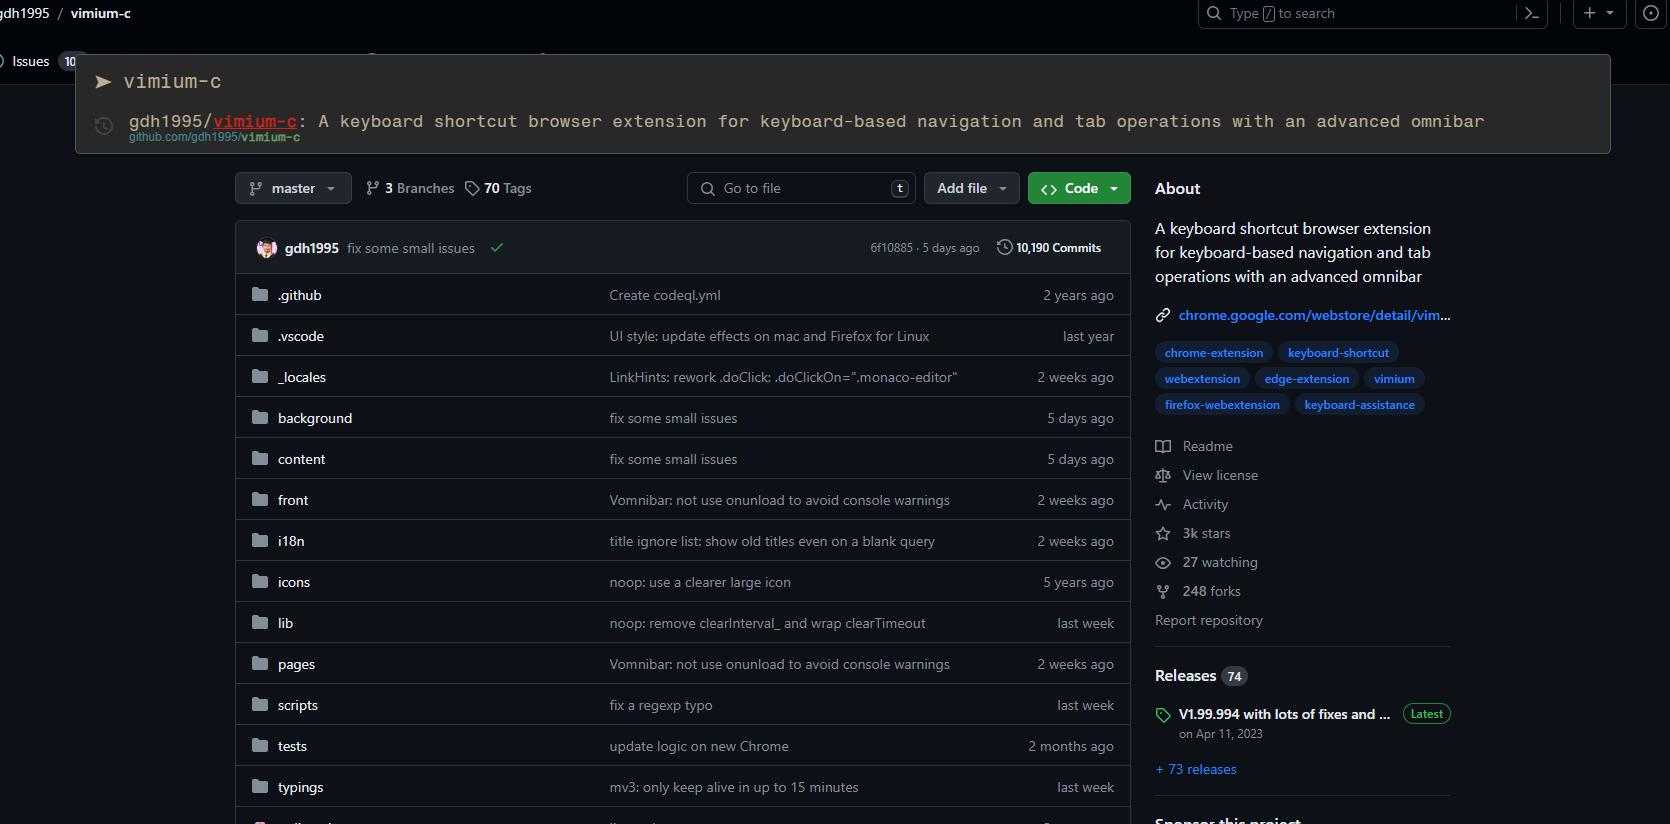 gdh1995 / vimium-c
Type / to search
Issues 10
vimium-c
gdh1995/vimium-c: A keyboard shortcut browser extension for keyboard-based navigation and tab operations with an advanced omnibar
github.com/gdh1995/vimium-c
master
3 Branches
70 Tags
Go to file
t
Add file
Code
gdh1995 fix some small issues
6f10885 · 5 days ago
10,190 Commits
.github Create codeql.yml 2 years ago
.vscode UI style: update effects on mac and Firefox for Linux last year
_locales LinkHints: rework .doClick: .doClickOn=".monaco-editor" 2 weeks ago
background fix some small issues 5 days ago
content fix some small issues 5 days ago
front Vomnibar: not use onunload to avoid console warnings 2 weeks ago
i18n title ignore list: show old titles even on a blank query 2 weeks ago
icons noop: use a clearer large icon 5 years ago
lib noop: remove clearInterval_ and wrap clearTimeout last week
pages Vomnibar: not use onunload to avoid console warnings 2 weeks ago
scripts fix a regexp typo last week
tests update logic on new Chrome 2 months ago
typings mv3: only keep alive in up to 15 minutes last week
About
A keyboard shortcut browser extension
for keyboard-based navigation and tab
operations with an advanced omnibar
chrome.google.com/webstore/detail/vim...
chrome-extension keyboard-shortcut
webextension edge-extension vimium
firefox-webextension keyboard-assistance
Readme
View license
Activity
3k stars
27 watching
248 forks
Report repository
Releases 74
V1.99.994 with lots of fixes and ... Latest
on Apr 11, 2023
+ 73 releases
Sponsor this project